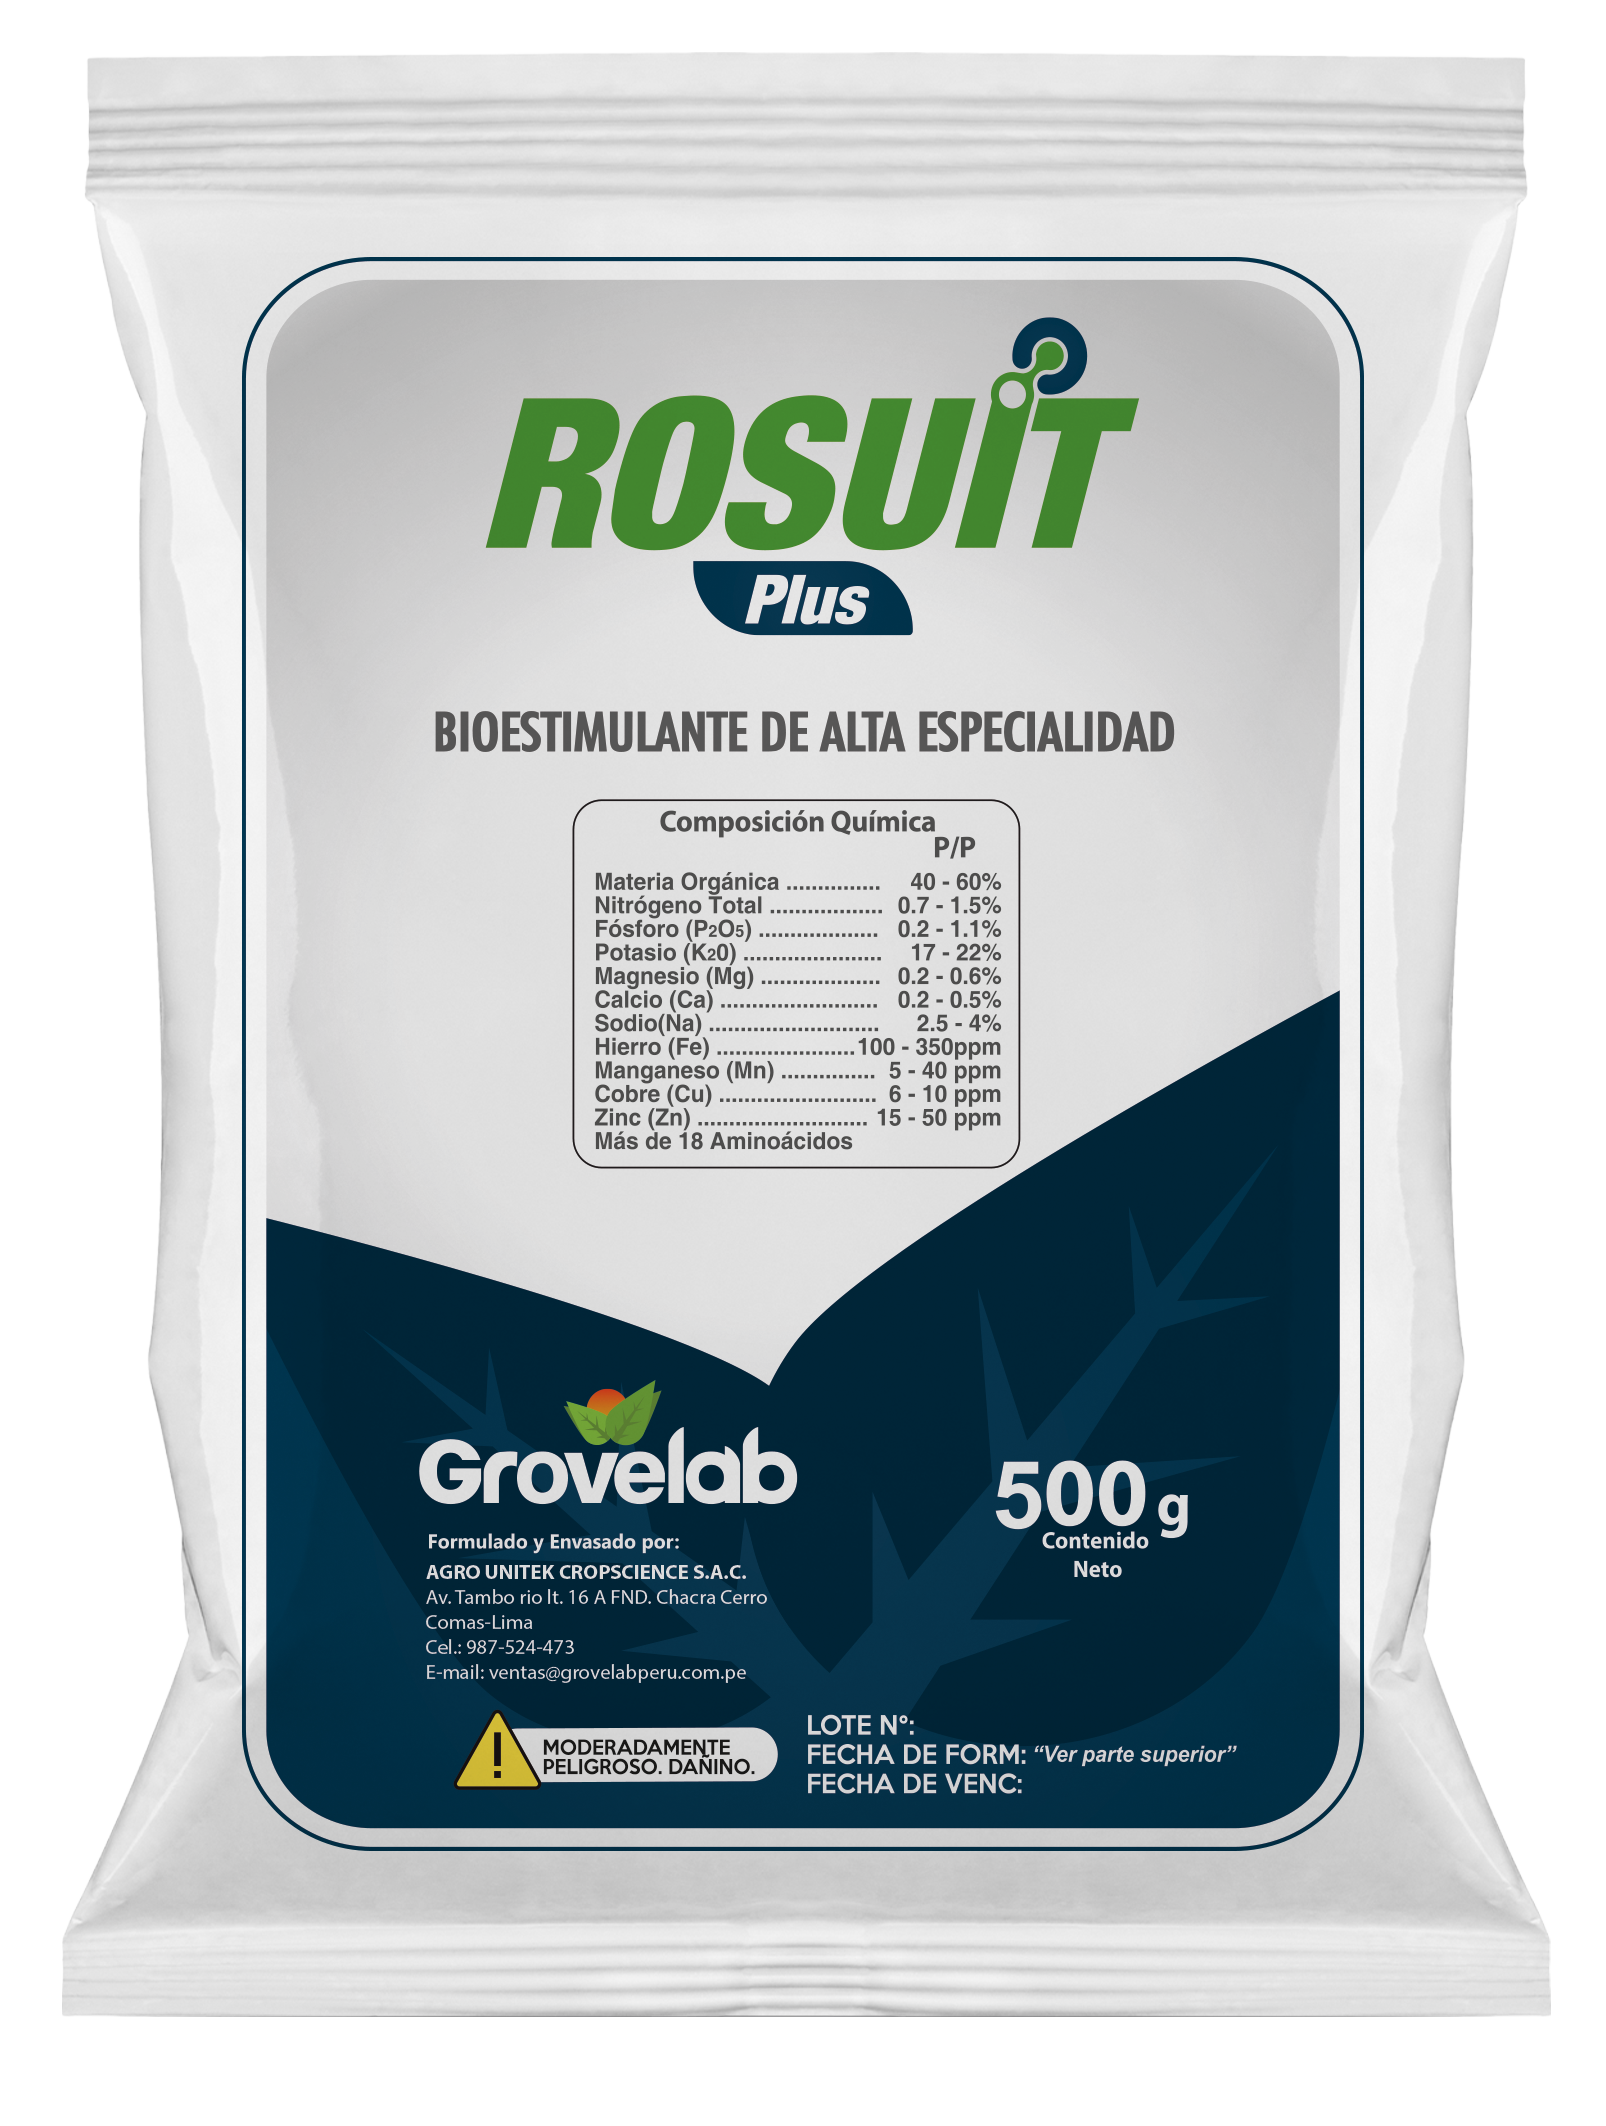 ROSUIT
Plus
BIOESTIMULANTE DE ALTA ESPECIALIDAD
Composición Química
P/P
Materia Orgánica ............... 40 - 60%
Nitrógeno Total .................. 0.7 - 1.5%
Fósforo (P2O5) ................... 0.2 - 1.1%
Potasio (K20) ...................... 17 - 22%
Magnesio (Mg) ................... 0.2 - 0.6%
Calcio (Ca) ......................... 0.2 - 0.5%
Sodio(Na) ........................... 2.5 - 4%
Hierro (Fe) ...................... 100 - 350ppm
Manganeso (Mn) ............... 5 - 40 ppm
Cobre (Cu) ......................... 6 - 10 ppm
Zinc (Zn) ........................... 15 - 50 ppm
Más de 18 Aminoácidos
Grovelab
Formulado y Envasado por:
AGRO UNITEK CROPSCIENCE S.A.C.
Av. Tambo rio lt. 16 A FND. Chacra Cerro
Comas-Lima
Cel.: 987-524-473
E-mail: ventas@grovelabperu.com.pe
500 g
Contenido
Neto
MODERADAMENTE
PELIGROSO. DAÑINO.
LOTE N°:
FECHA DE FORM: “Ver parte superior”
FECHA DE VENC: